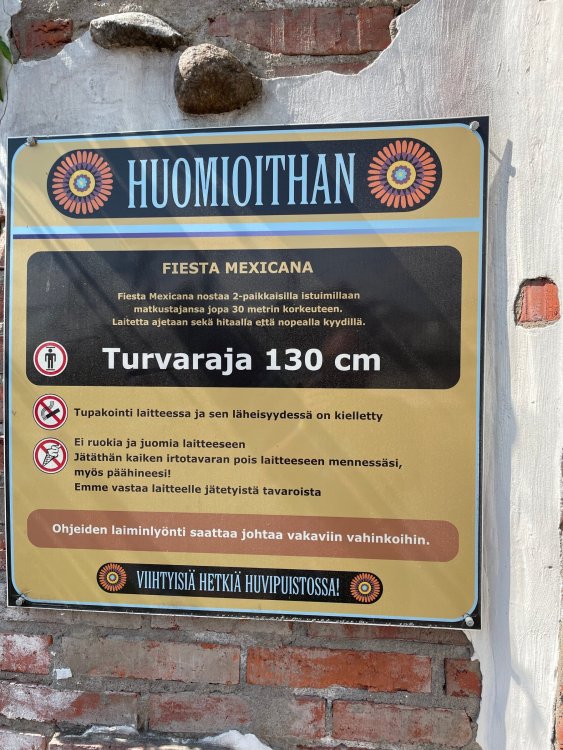 HUOMIOITHAN
FIESTA MEXICANA
Fiesta Mexicana nostaa 2-paikkaisilla istuimillaan
matkustajansa jopa 30 metrin korkeuteen.
Laitetta ajetaan sekä hitaalla että nopealla kyydillä.
Turvaraja 130 cm
Tupakointi laitteessa ja sen läheisyydessä on kielletty
Ei ruokia ja juomia laitteeseen
Jätäthän kaiken irtotavaran pois laitteeseen mennessäsi,
myös päähineesi!
Emme vastaa laitteelle jätetyistä tavaroista
Ohjeiden laiminlyönti saattaa johtaa vakaviin vahinkoihin.
VIIHTYISIÄ HETKIÄ HUVIPUISTOSSA!